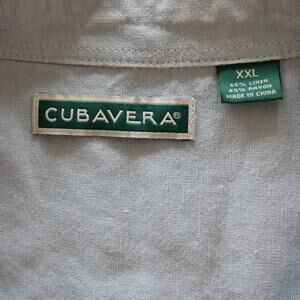 CUBAVERA®
XXL
55% LINEN
45% RAYON
MADE IN CHINA